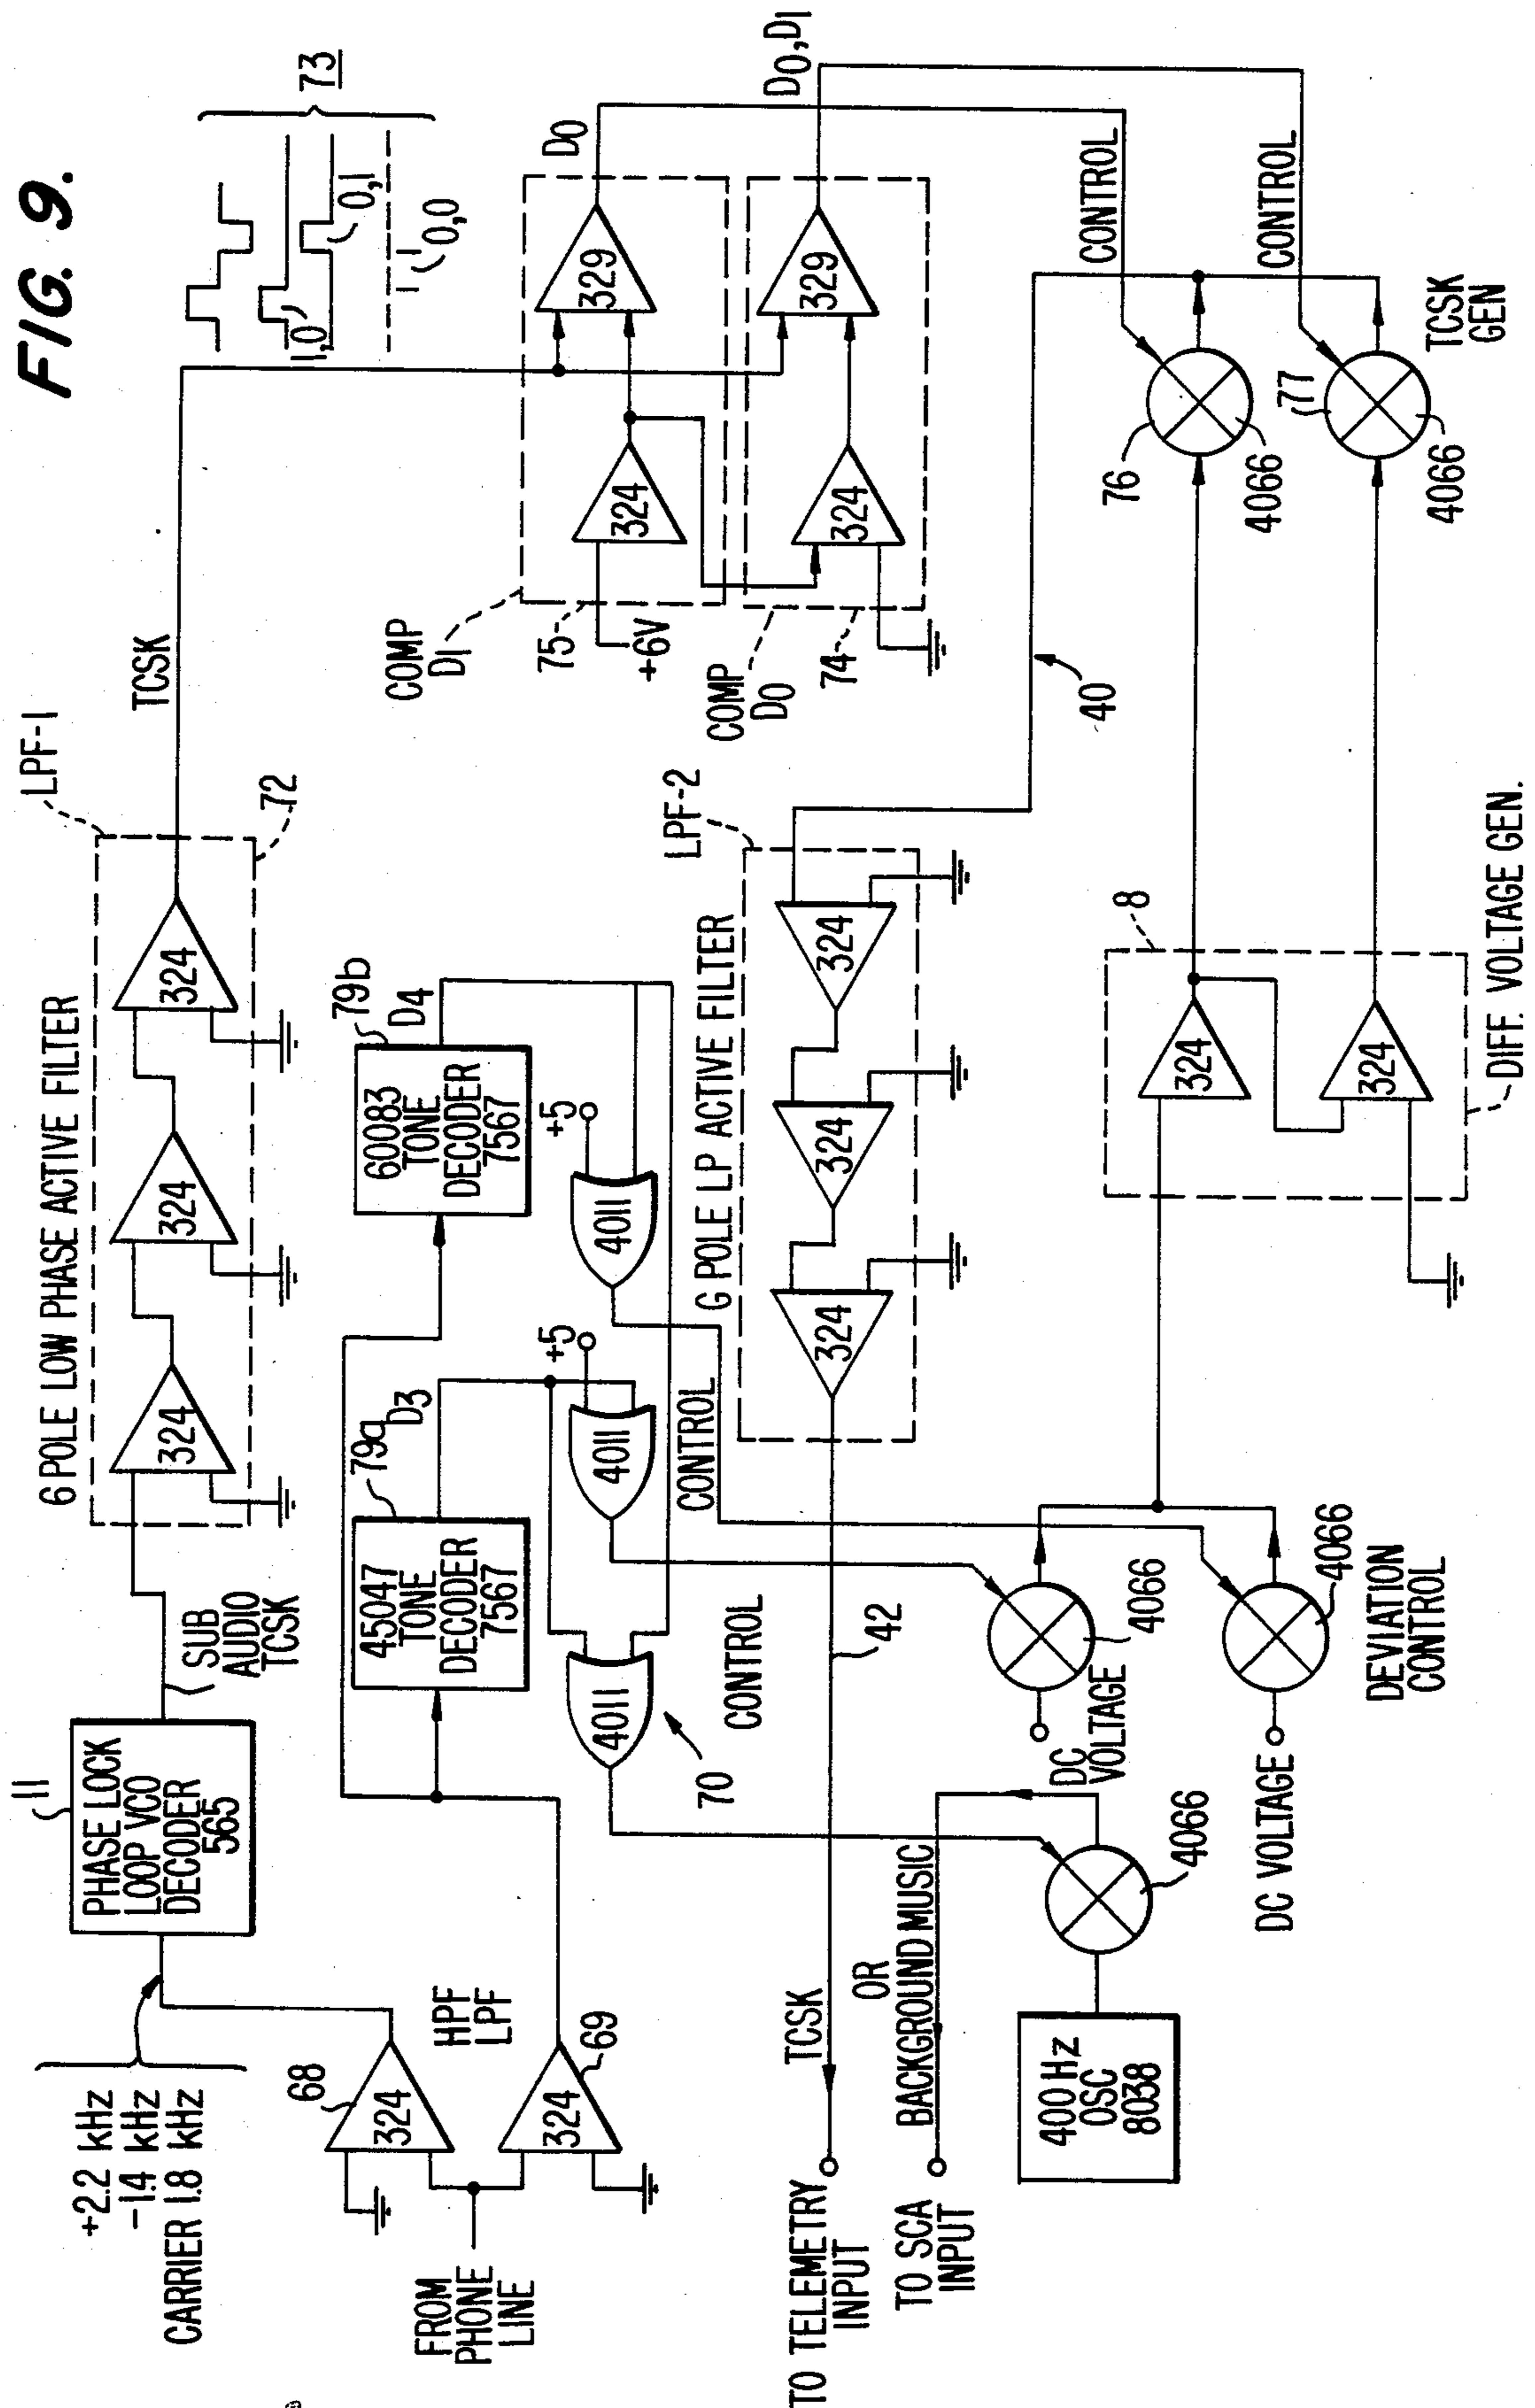 FIG. 9.
+2.2 kHz
-1.4 kHz
CARRIER 1.8 kHz
11
PHASE LOCK
LOOP VCO
DECODER
565
SUB
AUDIO
TCSK
6 POLE LOW PHASE ACTIVE FILTER
324
324
324
LPF-1
72
TCSK
73
1,0
0,1
0,0
FROM
PHONE
LINE
68
324
HPF
LPF
324
69
79a
D3
45047
TONE
DECODER
7567
79b
D4
60083
TONE
DECODER
7567
+5
4011
+5
4011
4011
70
CONTROL
CONTROL
COMP
D1
75
+6V
324
329
D0
COMP
D0
74
324
329
D0,D1
G POLE LP ACTIVE FILTER
LPF-2
324
324
324
40
42
TO TELEMETRY
INPUT
TCSK
TO SCA
INPUT
OR
BACKGROUND MUSIC
400 Hz
OSC
8038
4066
DC
VOLTAGE
4066
DC VOLTAGE
4066
DEVIATION
CONTROL
8
324
324
DIFF. VOLTAGE GEN.
CONTROL
76
4066
CONTROL
77
4066
TCSK
GEN